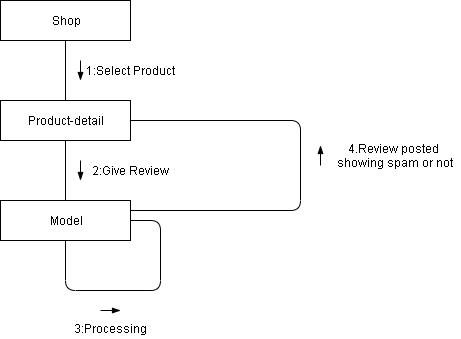 Shop
1:Select Product
Product-detail
2:Give Review
4.Review posted
showing spam or not
Model
3:Processing